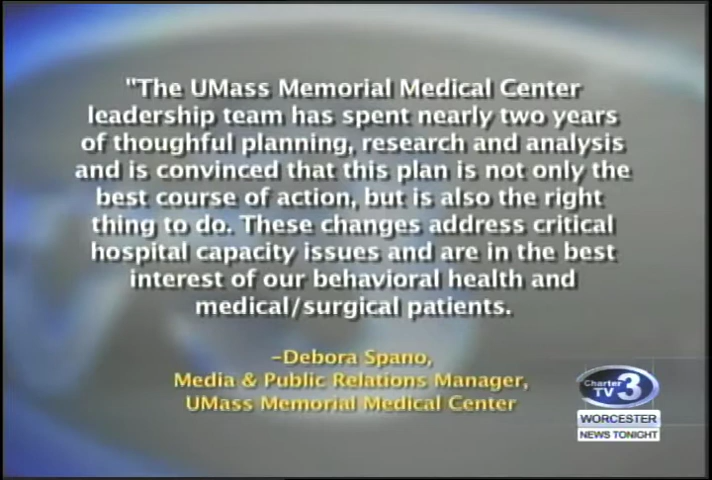 "The UMass Memorial Medical Center
leadership team has spent nearly two years
of thoughtful planning, research and analysis
and is convinced that this plan is not only the
best course of action, but is also the right
thing to do. These changes address critical
hospital capacity issues and are in the best
interest of our behavioral health and
medical/surgical patients.
-Debora Spano,
Media & Public Relations Manager,
UMass Memorial Medical Center
Charter
TV 3
WORCESTER
NEWS TONIGHT